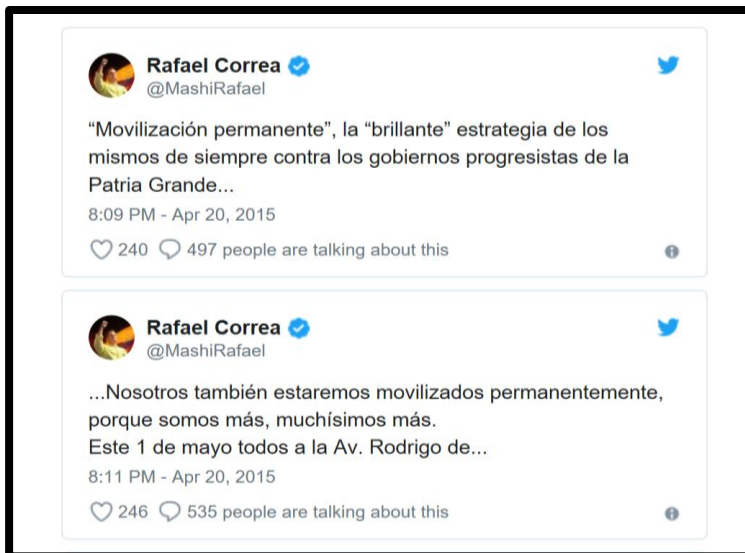 Rafael Correa
@MashiRafael
“Movilización permanente”, la “brillante” estrategia de los
mismos de siempre contra los gobiernos progresistas de la
Patria Grande...
8:09 PM - Apr 20, 2015
240 497 people are talking about this
Rafael Correa
@MashiRafael
...Nosotros también estaremos movilizados permanentemente,
porque somos más, muchísimos más.
Este 1 de mayo todos a la Av. Rodrigo de...
8:11 PM - Apr 20, 2015
246 535 people are talking about this